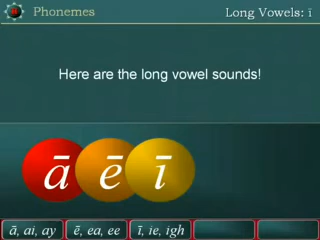 Phonemes
Long Vowels: ī
Here are the long vowel sounds!
ā ē ī
ā, ai, ay
ē, ea, ee
ī, ie, igh